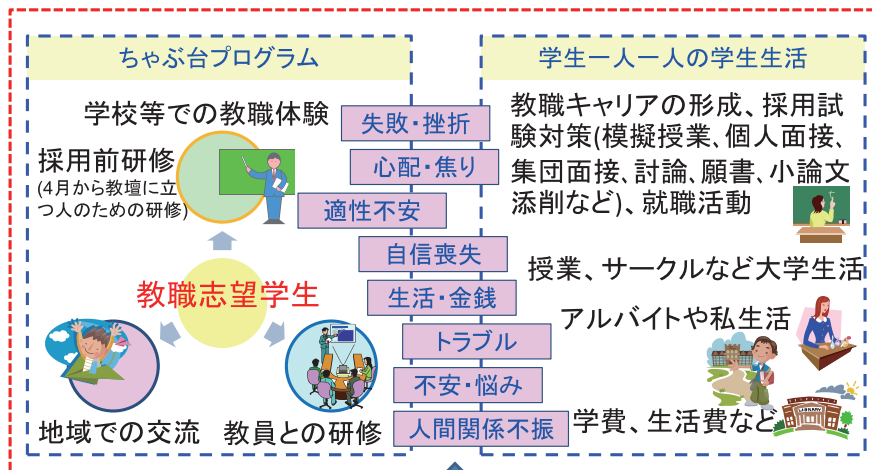 ちゃぶ台プログラム
学校等での教職体験
採用前研修
(4月から教壇に立
つ人のための研修)
教職志望学生
地域での交流
教員との研修
失敗・挫折
心配・焦り
適性不安
自信喪失
生活・金銭
トラブル
不安・悩み
人間関係不振
学生一人一人の学生生活
教職キャリアの形成、採用試
験対策(模擬授業、個人面接、
集団面接、討論、願書、小論文
添削など)、就職活動
授業、サークルなど大学生活
アルバイトや私生活
LIBRARY
学費、生活費など